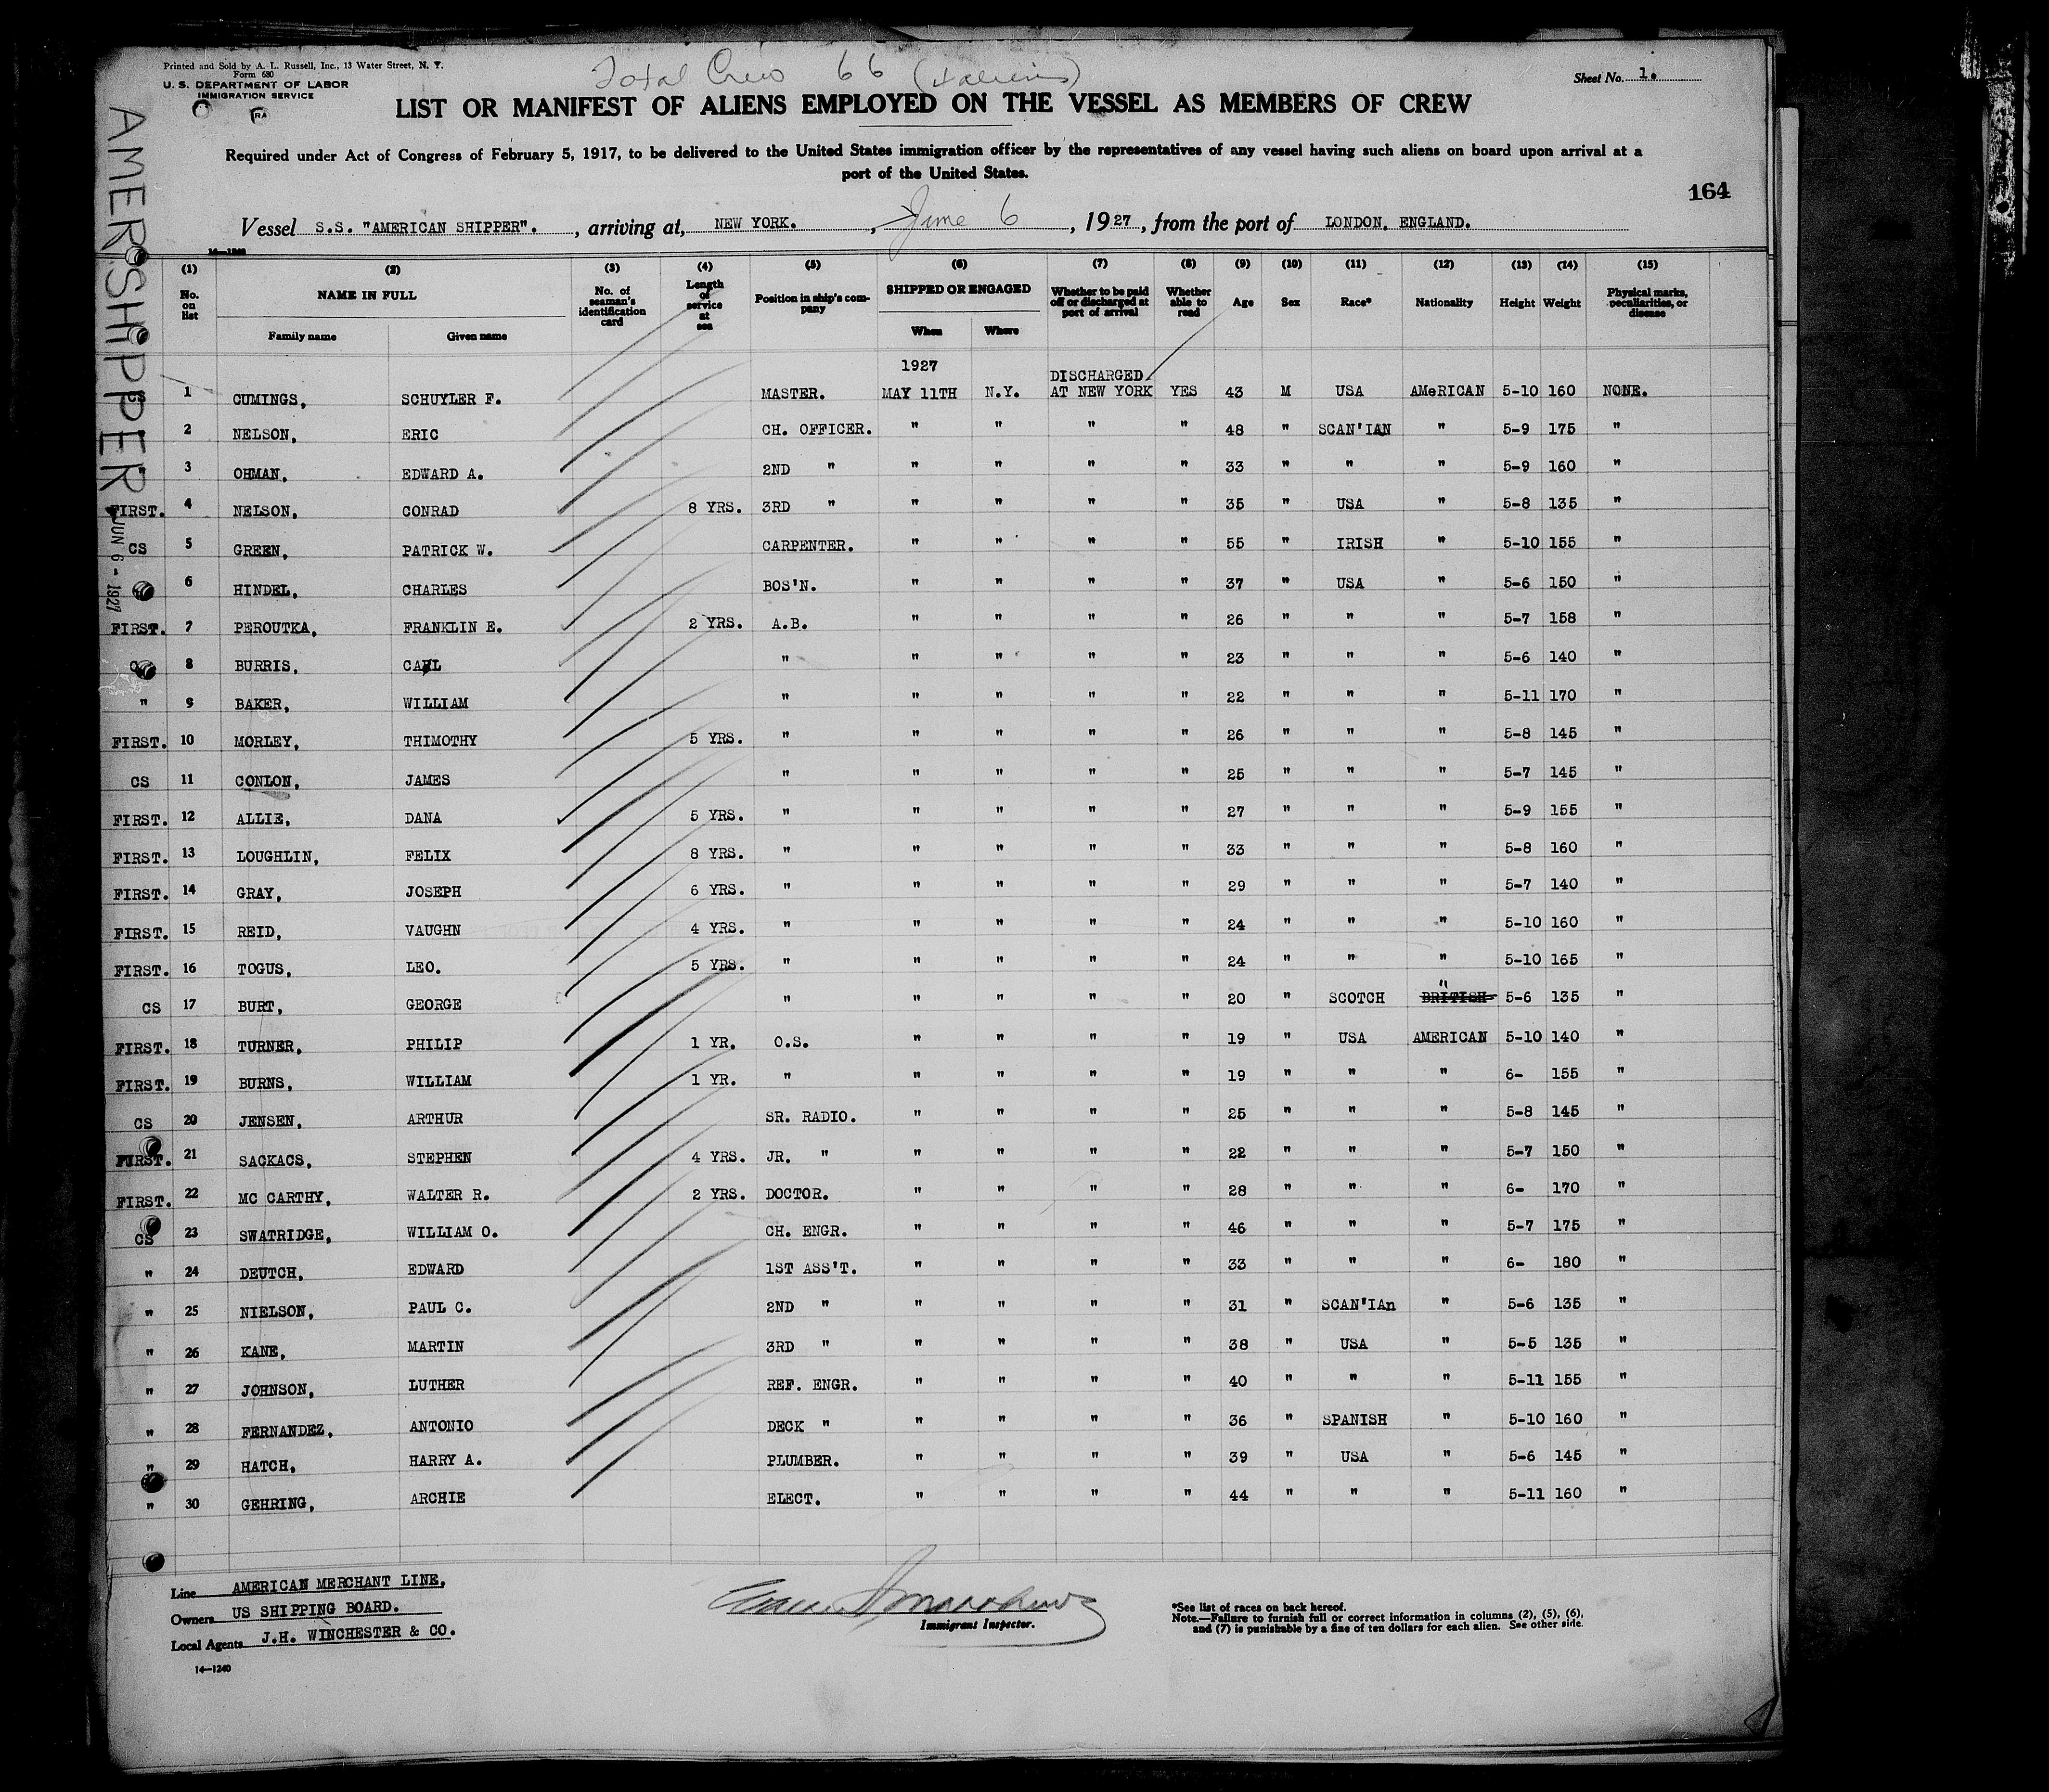 Printed and Sold by A. L. Russell, Inc., 13 Water Street, N. Y.
Form 680
U. S. DEPARTMENT OF LABOR
IMMIGRATION SERVICE
Total Crew 66
Sheet No. 1.
LIST OR MANIFEST OF ALIENS EMPLOYED ON THE VESSEL AS MEMBERS OF CREW
Required under Act of Congress of February 5, 1917, to be delivered to the United States immigration officer by the representatives of any vessel having such aliens on board upon arrival at a
port of the United States.
164
AMER. SHIPPER
JUN 6 - 1927
Vessel S.S. "AMERICAN SHIPPER". , arriving at, NEW YORK. , June 6 , 1927 , from the port of LONDON, ENGLAND.
(1) (2) (3) (4) (5) (6) (7) (8) (9) (10) (11) (12) (13) (14) (15)
No. on list NAME IN FULL Family name Given name No. of seaman's identification card Length of service at sea Position in ship's company SHIPPED OR ENGAGED When Where Whether to be paid off or discharged at port of arrival Whether able to read Age Sex Race* Nationality Height Weight Physical marks, peculiarities, or disease
1927
DISCHARGED
CS 1 CUMINGS, SCHUYLER F. MASTER. MAY 11TH N.Y. AT NEW YORK YES 43 M USA AMeRICAN 5-10 160 NONE.
" 2 NELSON, ERIC CH. OFFICER. " " " " 48 " SCAN'IAN " 5-9 175 "
" 3 OHMAN, EDWARD A. 2ND " " " " " 33 " " " 5-9 160 "
FIRST. 4 NELSON, CONRAD 8 YRS. 3RD " " " " " 35 " USA " 5-8 135 "
CS 5 GREEN, PATRICK W. CARPENTER. " " " " 55 " IRISH " 5-10 155 "
6 HINDEL, CHARLES BOS'N. " " " " 37 " USA " 5-6 150 "
FIRST. 7 PEROUTKA, FRANKLIN E. 2 YRS. A.B. " " " " 26 " " " 5-7 158 "
8 BURRIS, CARL " " " " " 23 " " " 5-6 140 "
" 9 BAKER, WILLIAM " " " " " 22 " " " 5-11 170 "
FIRST. 10 MORLEY, THIMOTHY 5 YRS. " " " " " 26 " " " 5-8 145 "
CS 11 CONLON, JAMES " " " " " 25 " " " 5-7 145 "
FIRST. 12 ALLIE, DANA 5 YRS. " " " " " 27 " " " 5-9 155 "
FIRST. 13 LOUGHLIN, FELIX 8 YRS. " " " " " 33 " " " 5-8 160 "
FIRST. 14 GRAY, JOSEPH 6 YRS. " " " " " 29 " " " 5-7 140 "
FIRST. 15 REID, VAUGHN 4 YRS. " " " " " 24 " " " 5-10 160 "
FIRST. 16 TOGUS, LEO. 5 YRS. " " " " " 24 " " " 5-10 165 "
CS 17 BURT, GEORGE " " " " " 20 " SCOTCH BRITISH " 5-6 135 "
FIRST. 18 TURNER, PHILIP 1 YR. O.S. " " " " 19 " USA AMERICAN 5-10 140 "
FIRST. 19 BURNS, WILLIAM 1 YR. " " " " " 19 " " " 6- 155 "
CS 20 JENSEN, ARTHUR SR. RADIO. " " " " 25 " " " 5-8 145 "
FIRST. 21 SACKACS, STEPHEN 4 YRS. JR. " " " " " 22 " " " 5-7 150 "
FIRST. 22 MC CARTHY, WALTER R. 2 YRS. DOCTOR. " " " " 28 " " " 6- 170 "
CS 23 SWATRIDGE, WILLIAM O. CH. ENGR. " " " " 46 " " " 5-7 175 "
" 24 DEUTCH, EDWARD 1ST ASS'T. " " " " 33 " " " 6- 180 "
" 25 NIELSON, PAUL C. 2ND " " " " " 31 " SCAN'IAn " 5-6 135 "
" 26 KANE, MARTIN 3RD " " " " " 38 " USA " 5-5 135 "
" 27 JOHNSON, LUTHER REF. ENGR. " " " " 40 " " " 5-11 155 "
" 28 FERNANDEZ, ANTONIO DECK " " " " " 36 " SPANISH " 5-10 160 "
" 29 HATCH, HARRY A. PLUMBER. " " " " 39 " USA " 5-6 145 "
" 30 GEHRING, ARCHIE ELECT. " " " " 44 " " " 5-11 160 "
Line AMERICAN MERCHANT LINE.
Owners US SHIPPING BOARD.
Local Agents J.H. WINCHESTER & CO.
Immigrant Inspector.
*See list of races on back hereof.
Note.—Failure to furnish full or correct information in columns (2), (5), (6),
and (7) is punishable by a fine of ten dollars for each alien. See other side.
14—1240